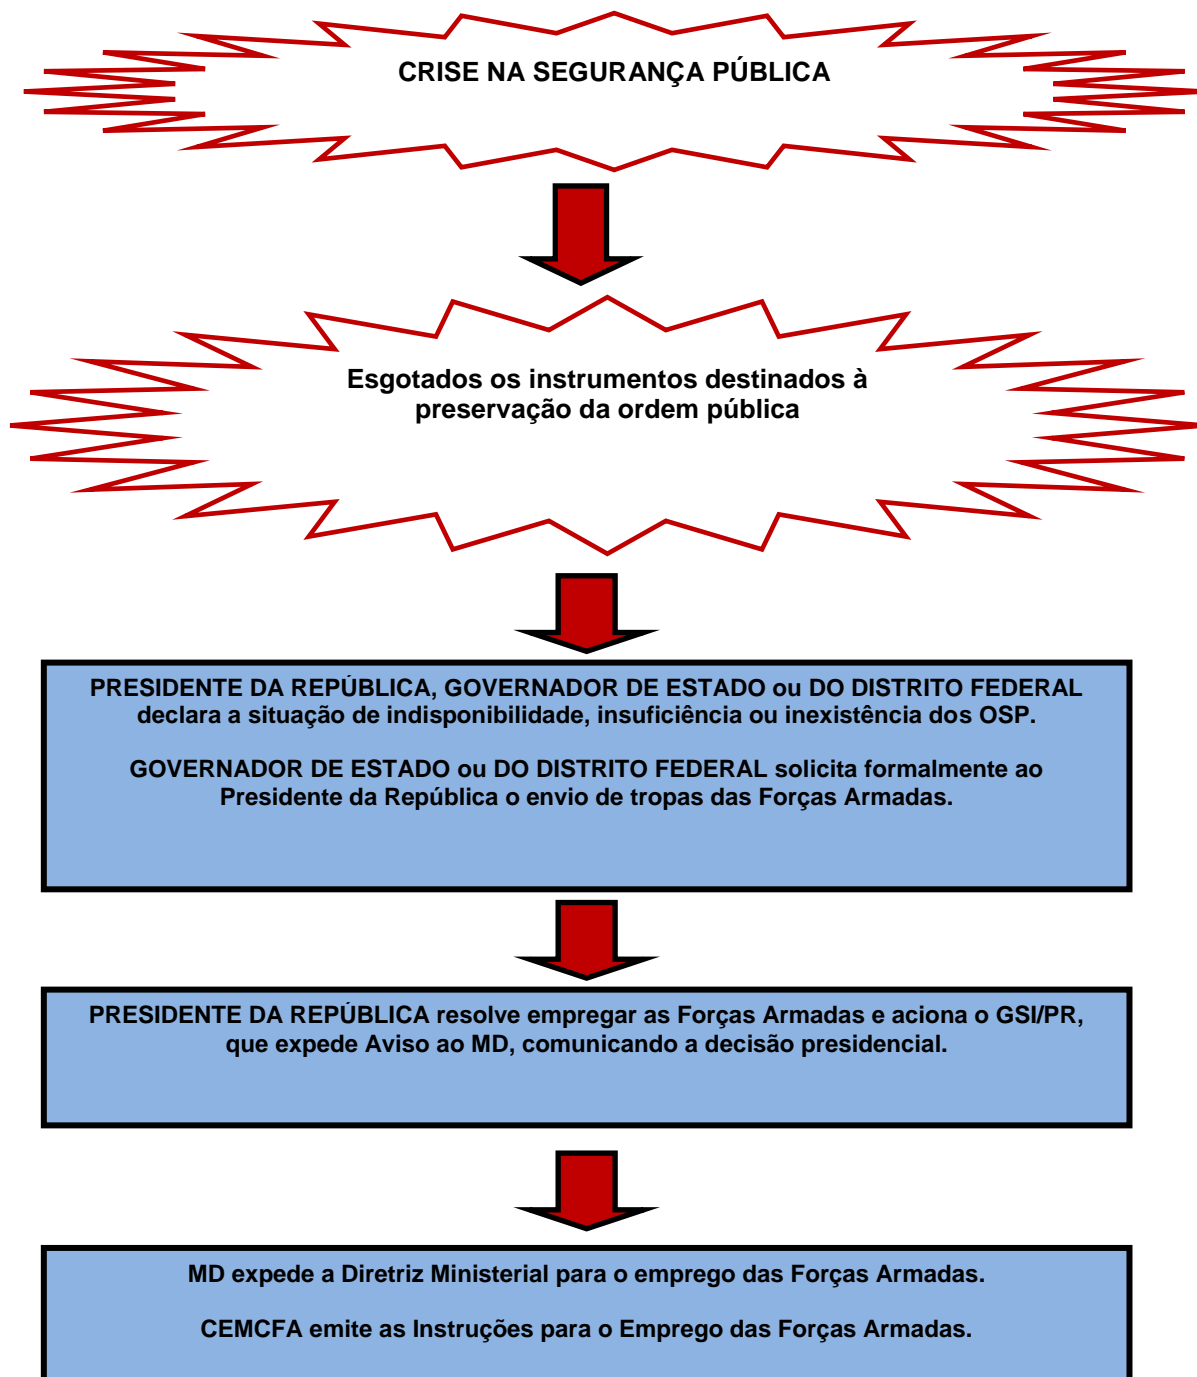 CRISE NA SEGURANÇA PÚBLICA
Esgotados os instrumentos destinados à
preservação da ordem pública
PRESIDENTE DA REPÚBLICA, GOVERNADOR DE ESTADO ou DO DISTRITO FEDERAL
declara a situação de indisponibilidade, insuficiência ou inexistência dos OSP.
GOVERNADOR DE ESTADO ou DO DISTRITO FEDERAL solicita formalmente ao
Presidente da República o envio de tropas das Forças Armadas.
PRESIDENTE DA REPÚBLICA resolve empregar as Forças Armadas e aciona o GSI/PR,
que expede Aviso ao MD, comunicando a decisão presidencial.
MD expede a Diretriz Ministerial para o emprego das Forças Armadas.
CEMCFA emite as Instruções para o Emprego das Forças Armadas.